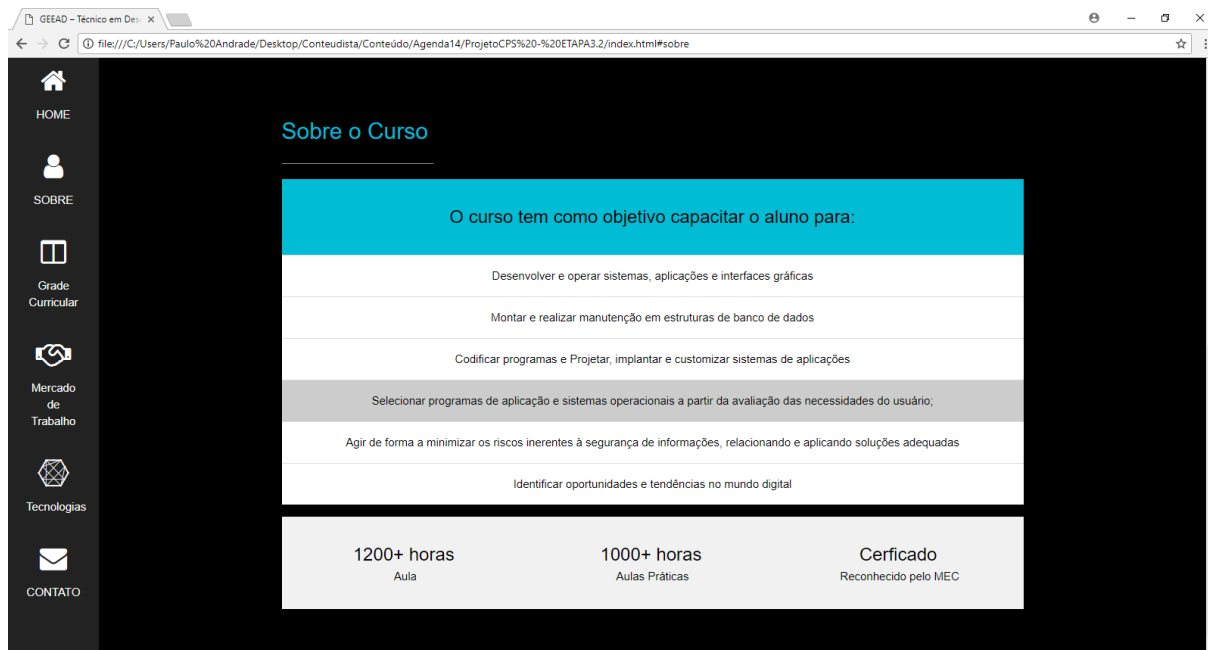 GEEAD – Técnico em Des
file:///C:/Users/Paulo%20Andrade/Desktop/Conteudista/Conteúdo/Agenda14/ProjetoCPS%20-%20ETAPA3.2/index.html#sobre
HOME
SOBRE
Grade
Curricular
Mercado
de
Trabalho
Tecnologias
CONTATO
Sobre o Curso
O curso tem como objetivo capacitar o aluno para:
Desenvolver e operar sistemas, aplicações e interfaces gráficas
Montar e realizar manutenção em estruturas de banco de dados
Codificar programas e Projetar, implantar e customizar sistemas de aplicações
Selecionar programas de aplicação e sistemas operacionais a partir da avaliação das necessidades do usuário;
Agir de forma a minimizar os riscos inerentes à segurança de informações, relacionando e aplicando soluções adequadas
Identificar oportunidades e tendências no mundo digital
1200+ horas
Aula
1000+ horas
Aulas Práticas
Cerficado
Reconhecido pelo MEC